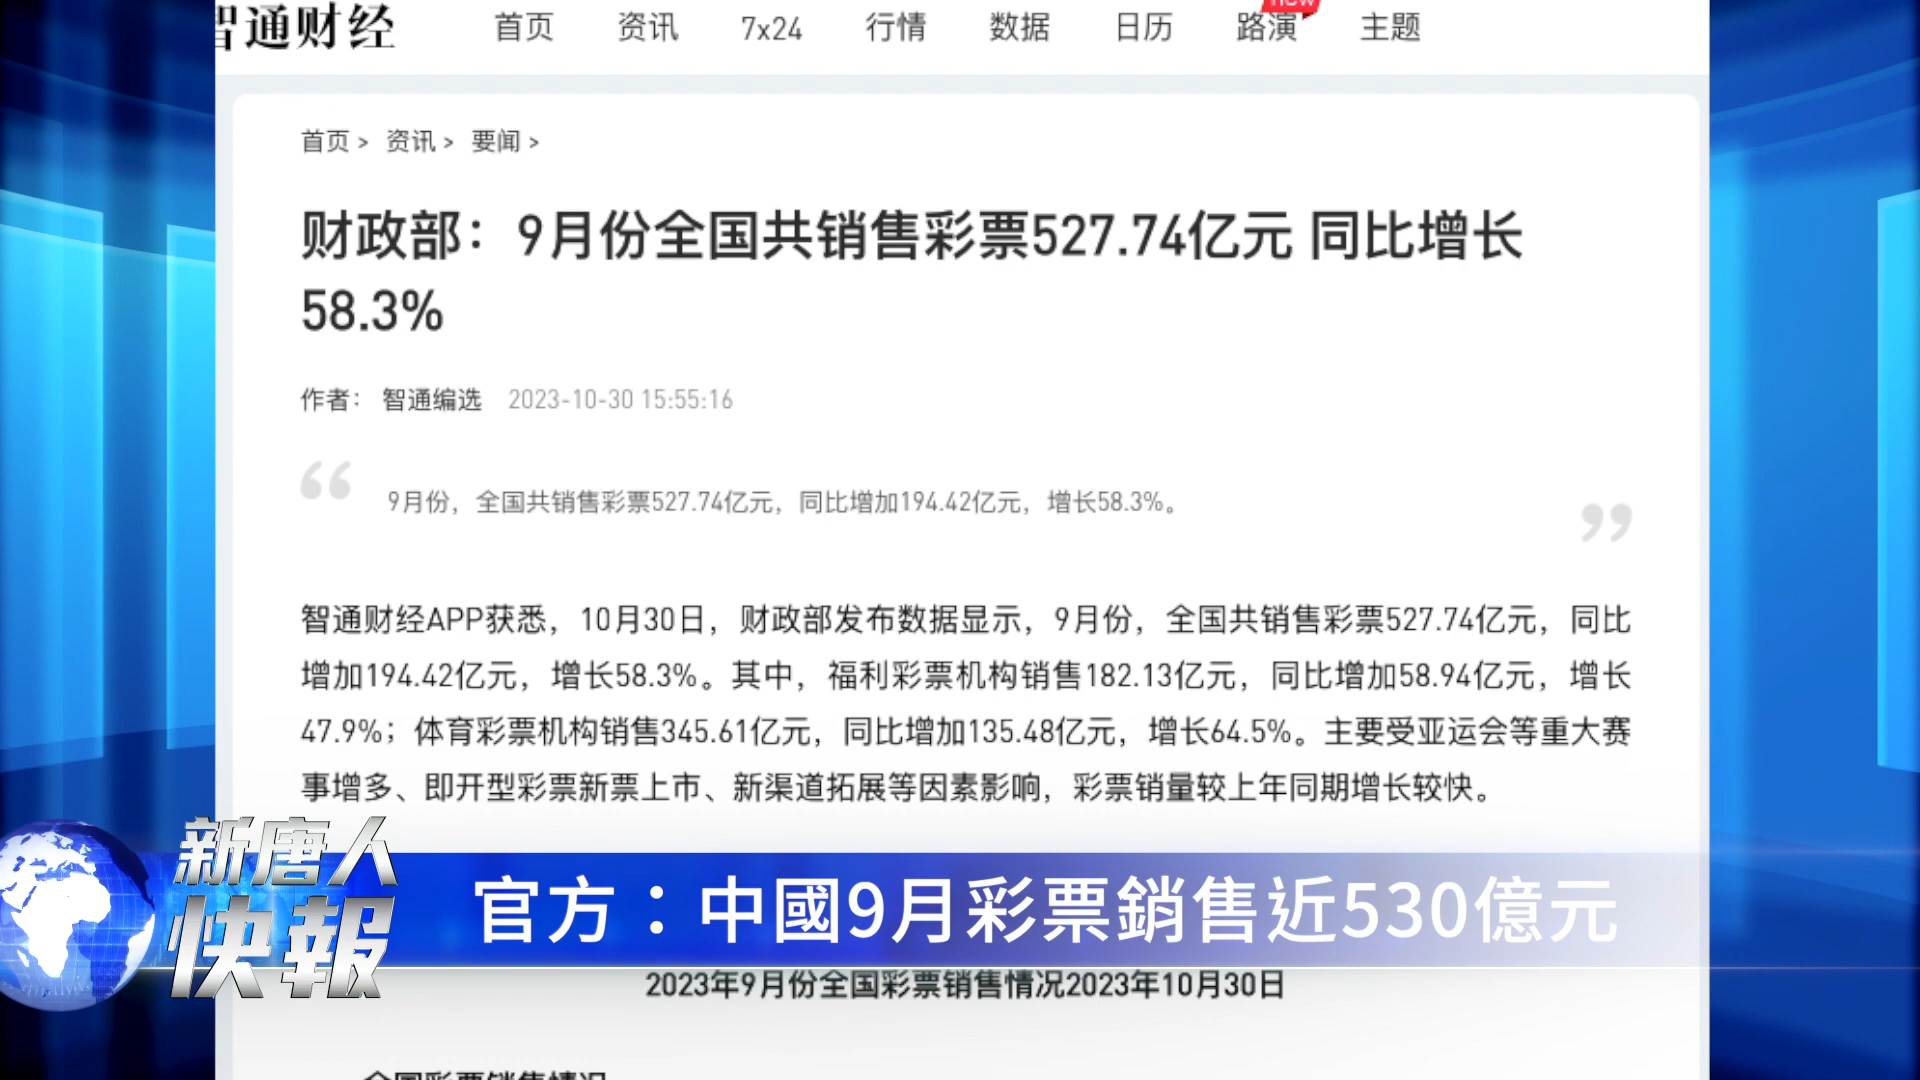 智通财经
首页 资讯 7x24 行情 数据 日历 路演 new 主题
首页 > 资讯 > 要闻 >
财政部：9月份全国共销售彩票527.74亿元 同比增长
58.3%
作者： 智通编选 2023-10-30 15:55:16
“
9月份，全国共销售彩票527.74亿元，同比增加194.42亿元，增长58.3%。
”
智通财经APP获悉，10月30日，财政部发布数据显示，9月份，全国共销售彩票527.74亿元，同比
增加194.42亿元，增长58.3%。其中，福利彩票机构销售182.13亿元，同比增加58.94亿元，增长
47.9%；体育彩票机构销售345.61亿元，同比增加135.48亿元，增长64.5%。主要受亚运会等重大赛
事增多、即开型彩票新票上市、新渠道拓展等因素影响，彩票销量较上年同期增长较快。
新唐人
快報
官方：中國9月彩票銷售近530億元
2023年9月份全国彩票销售情况2023年10月30日
全国彩票销售情况